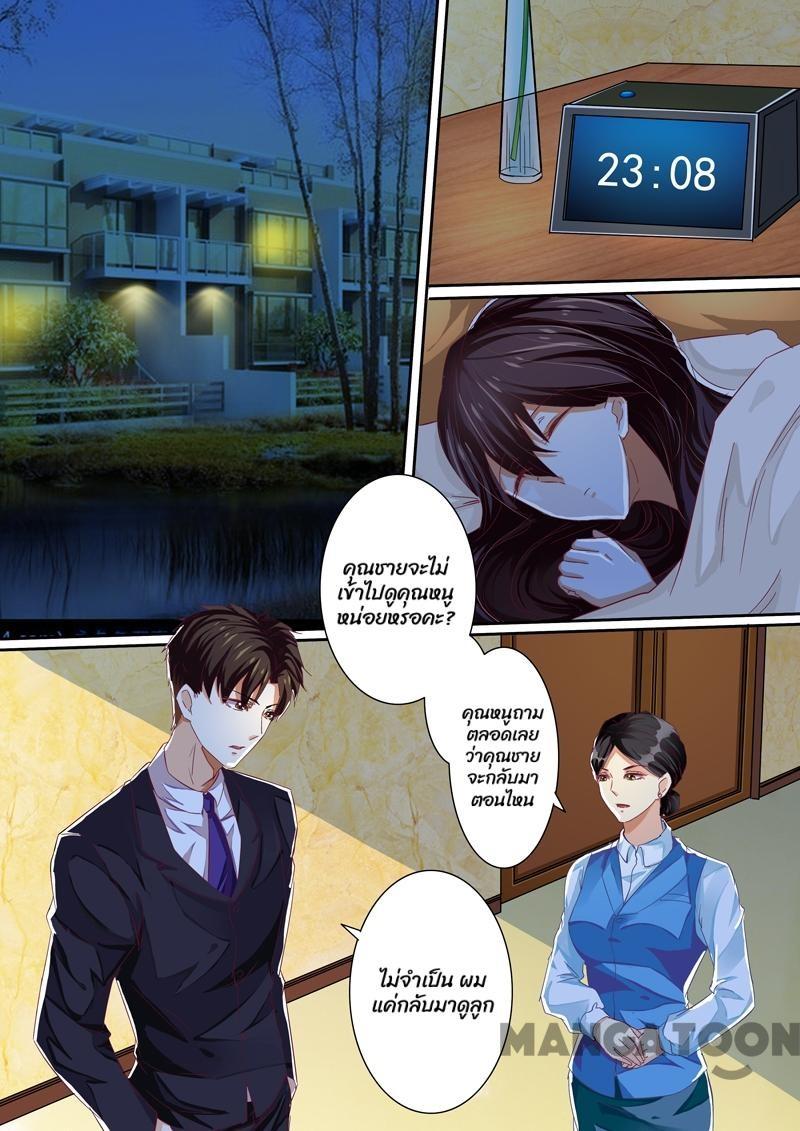 23:08
คุณชายจะไม่
เข้าไปดูคุณหนู
หน่อยหรอคะ?
คุณหนูถาม
ตลอดเลย
ว่าคุณชาย
จะกลับมา
ตอนไหน
ไม่จำเป็น ผม
แค่กลับมาดูลูก
MANGATOON